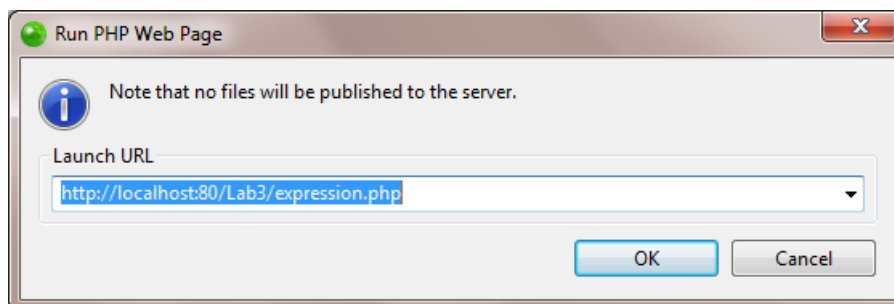 Run PHP Web Page
Note that no files will be published to the server.
Launch URL
http://localhost:80/Lab3/expression.php
OK Cancel